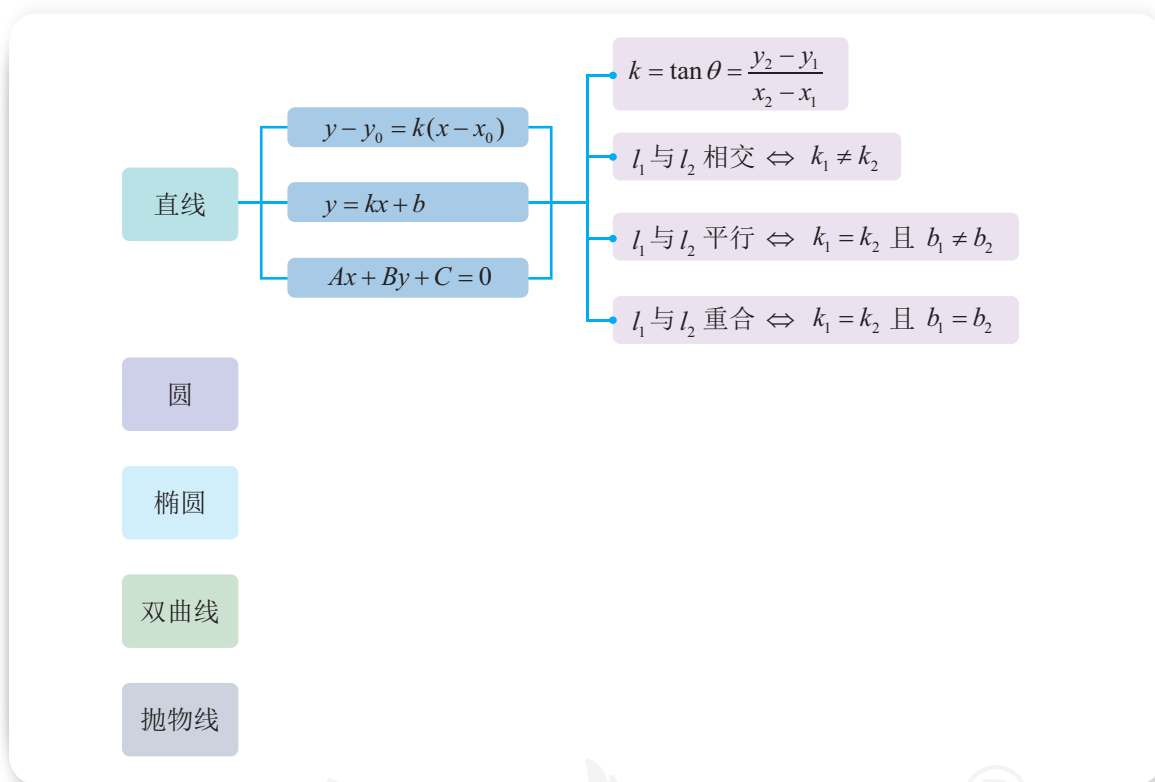 直线
y − y₀ = k(x − x₀)
y = kx + b
Ax + By + C = 0
k = tan θ = (y₂ − y₁)/(x₂ − x₁)
l₁ 与 l₂ 相交 ⇔ k₁ ≠ k₂
l₁ 与 l₂ 平行 ⇔ k₁ = k₂ 且 b₁ ≠ b₂
l₁ 与 l₂ 重合 ⇔ k₁ = k₂ 且 b₁ = b₂
圆
椭圆
双曲线
抛物线